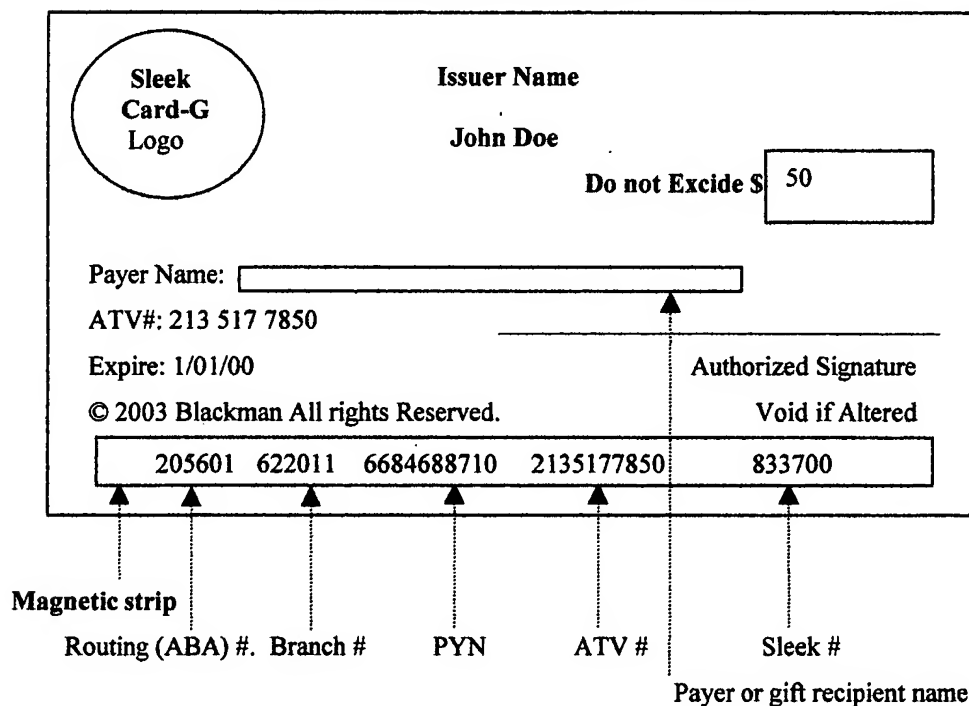 Sleek
Card-G
Logo
Issuer Name
John Doe
Do not Excide $ 50
Payer Name:
ATV#: 213 517 7850
Expire: 1/01/00
Authorized Signature
© 2003 Blackman All rights Reserved.
Void if Altered
205601 622011 6684688710 2135177850 833700
Magnetic strip
Routing (ABA) #. Branch # PYN ATV # Sleek #
Payer or gift recipient name